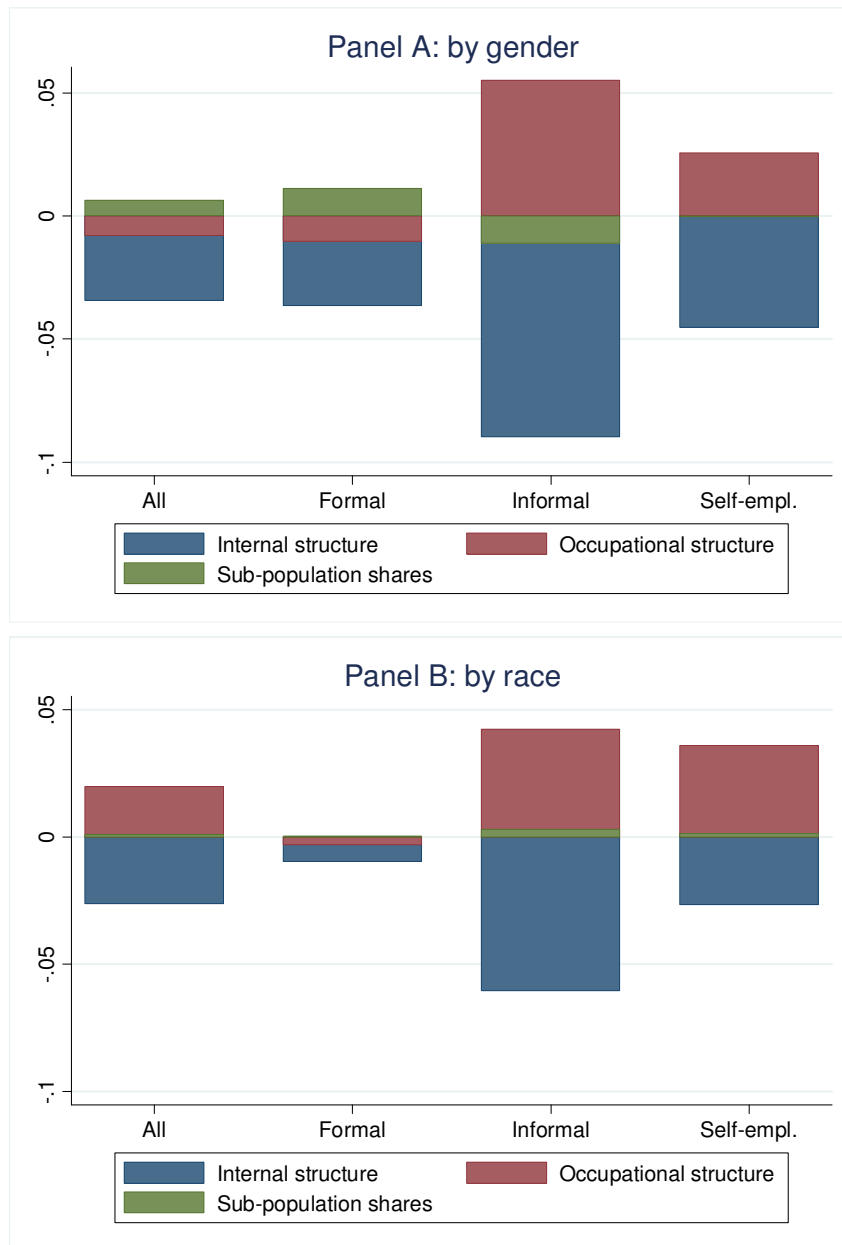 Panel A: by gender
.05
0
-.05
-.1
All Formal Informal Self-empl.
Internal structure Occupational structure
Sub-population shares
Panel B: by race
.05
0
-.05
-.1
All Formal Informal Self-empl.
Internal structure Occupational structure
Sub-population shares